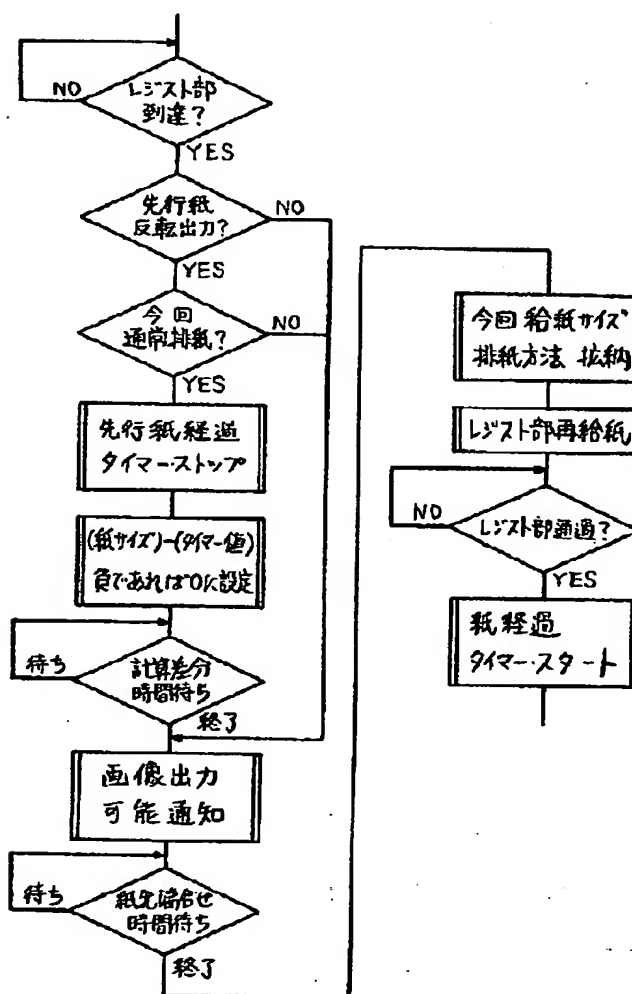 レジスト部
到達?
NO
YES
先行紙
反転出力?
NO
YES
今回
通常排紙?
NO
YES
先行紙経過
タイマー・ストップ
(紙サイズ)-(タイマー値)
負であれば0に設定
計算差分
時間待ち
待ち
終了
画像出力
可能通知
紙先端合せ
時間待ち
待ち
終了
今回給紙サイズ
排紙方法 拡納
レジスト部再給紙
レジスト部通過?
NO
YES
紙経過
タイマー・スタート